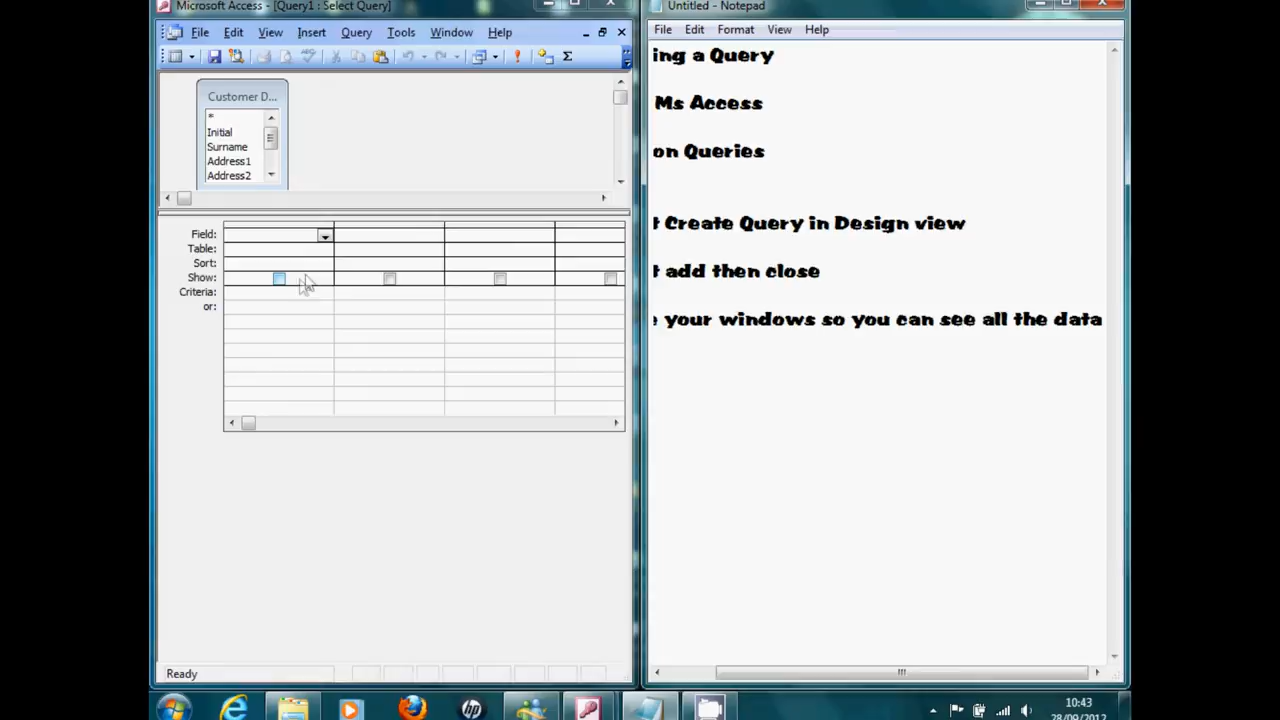 Microsoft Access - [Query1 : Select Query]
File Edit View Insert Query Tools Window Help
Customer D...
*
Initial
Surname
Address1
Address2
Field:
Table:
Sort:
Show:
Criteria:
or:
Ready
Untitled - Notepad
File Edit Format View Help
ing a Query
Ms Access
on Queries
t Create Query in Design view
t add then close
e your windows so you can see all the data
10:43
28/09/2012